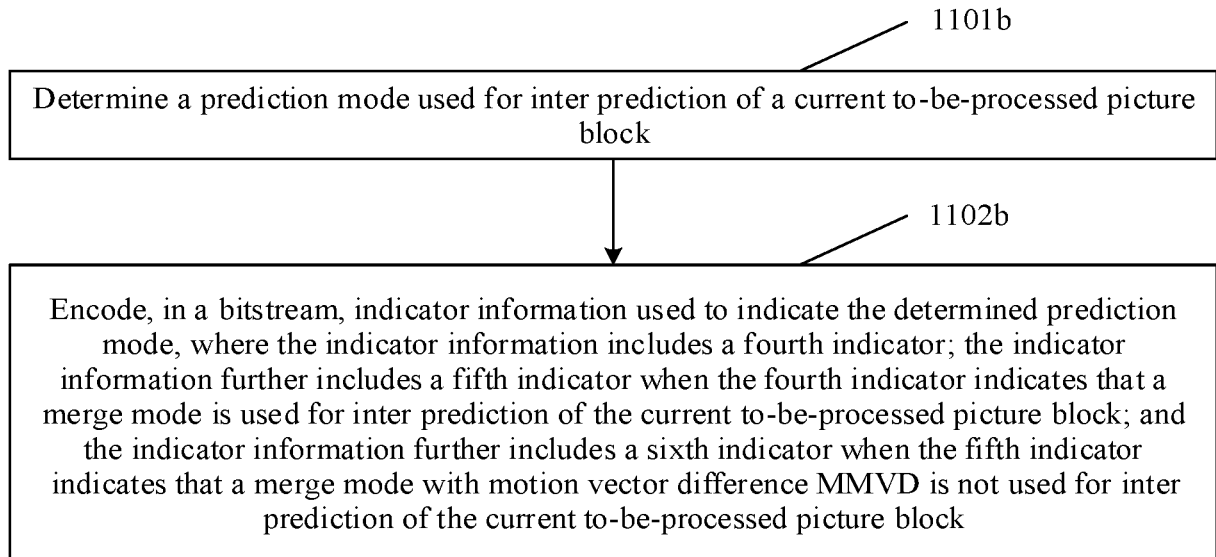 1101b
Determine a prediction mode used for inter prediction of a current to-be-processed picture
block
1102b
Encode, in a bitstream, indicator information used to indicate the determined prediction
mode, where the indicator information includes a fourth indicator; the indicator
information further includes a fifth indicator when the fourth indicator indicates that a
merge mode is used for inter prediction of the current to-be-processed picture block; and
the indicator information further includes a sixth indicator when the fifth indicator
indicates that a merge mode with motion vector difference MMVD is not used for inter
prediction of the current to-be-processed picture block